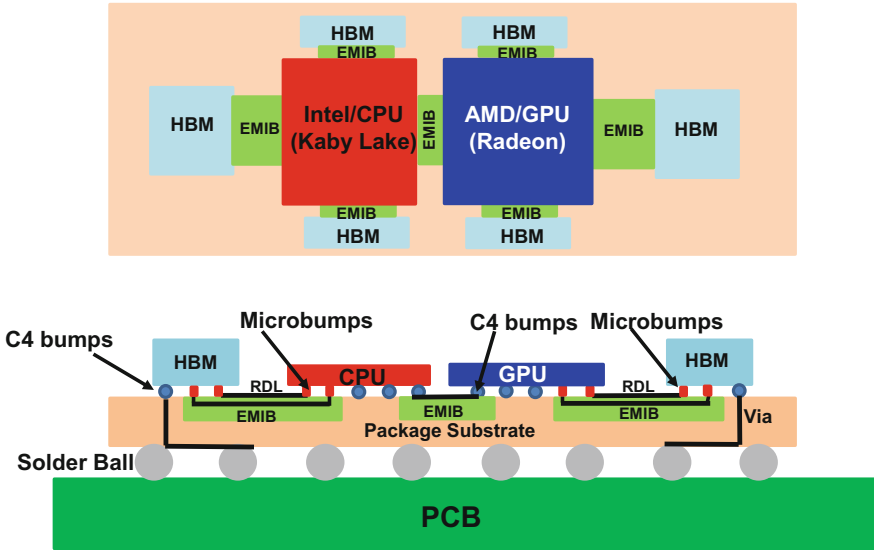 HBM
HBM
EMIB
EMIB
HBM
EMIB
Intel/CPU
(Kaby Lake)
EMIB
AMD/GPU
(Radeon)
EMIB
HBM
EMIB
EMIB
HBM
HBM
C4 bumps
Microbumps
C4 bumps
Microbumps
HBM
CPU
GPU
HBM
RDL
RDL
EMIB
EMIB
EMIB
Via
Package Substrate
Solder Ball
PCB